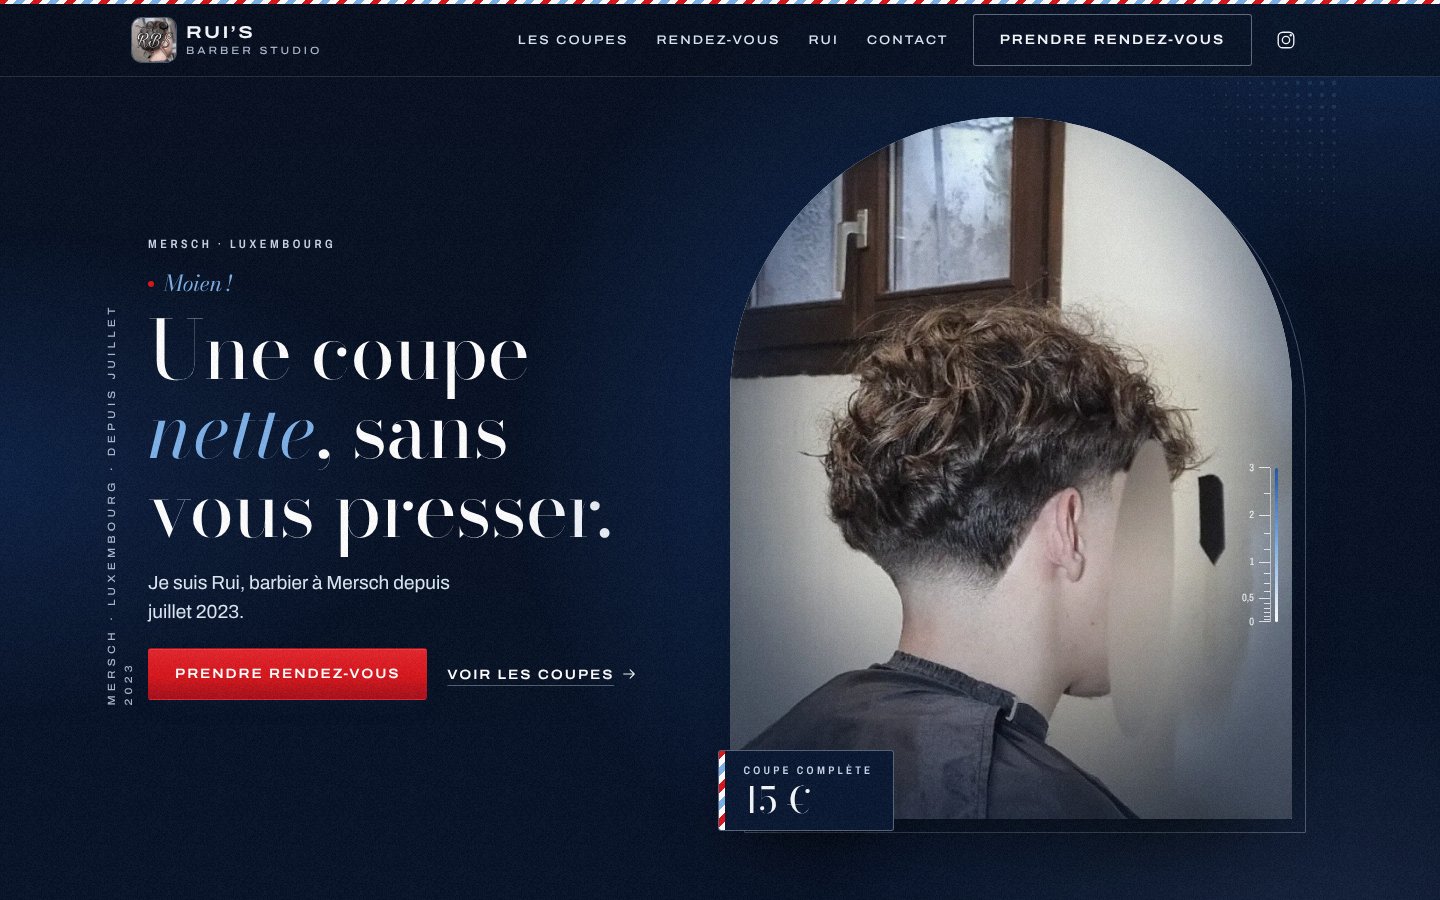 RUI'S
BARBER STUDIO
LES COUPES
RENDEZ-VOUS
RUI
CONTACT
PRENDRE RENDEZ-VOUS
MERSCH · LUXEMBOURG
Moien !
Une coupe
nette, sans
vous presser.
Je suis Rui, barbier à Mersch depuis
juillet 2023.
PRENDRE RENDEZ-VOUS
VOIR LES COUPES →
MERSCH · LUXEMBOURG · DEPUIS JUILLET
2023
3
2
1
0,5
0
COUPE COMPLÈTE
15 €